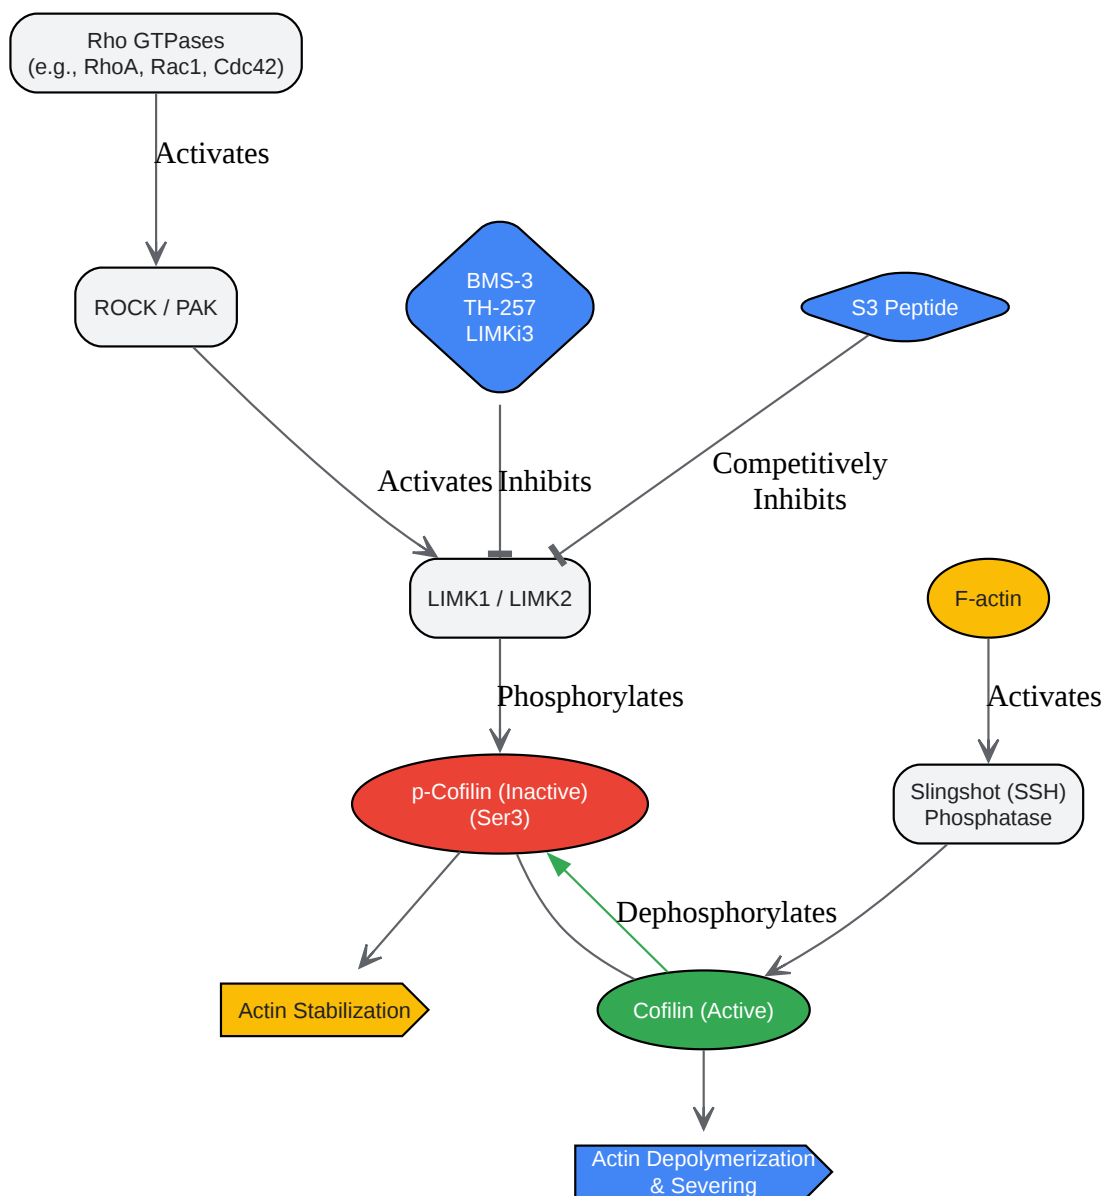 Rho GTPases
(e.g., RhoA, Rac1, Cdc42)
Activates
ROCK / PAK
BMS-3
TH-257
LIMKi3
S3 Peptide
Activates
Inhibits
Competitively
Inhibits
LIMK1 / LIMK2
F-actin
Phosphorylates
Activates
p-Cofilin (Inactive)
(Ser3)
Slingshot (SSH)
Phosphatase
Dephosphorylates
Actin Stabilization
Cofilin (Active)
Actin Depolymerization
& Severing